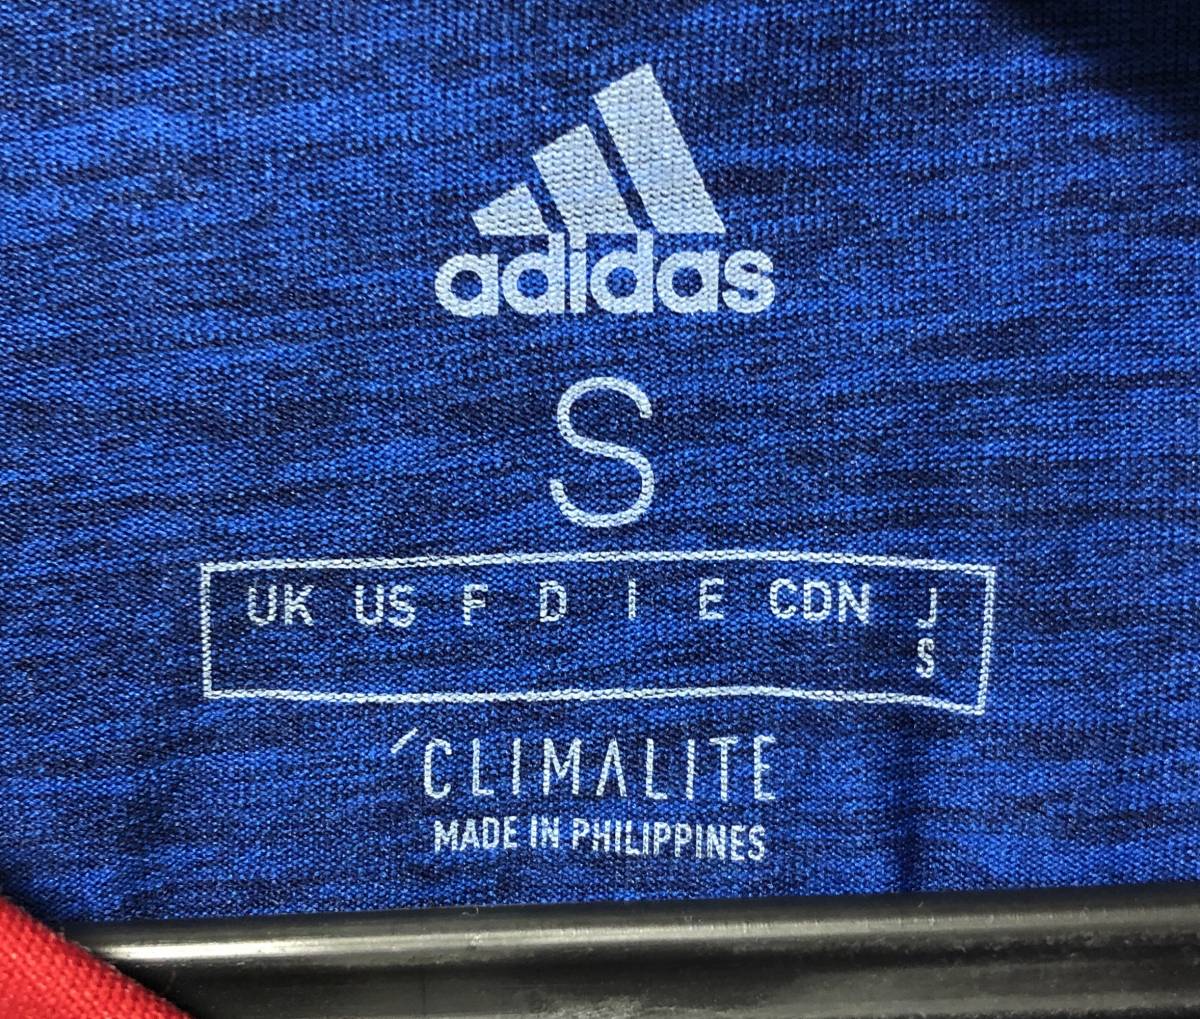 adidas
S
UK US F D I E CDN J
S
CLIMALITE
MADE IN PHILIPPINES